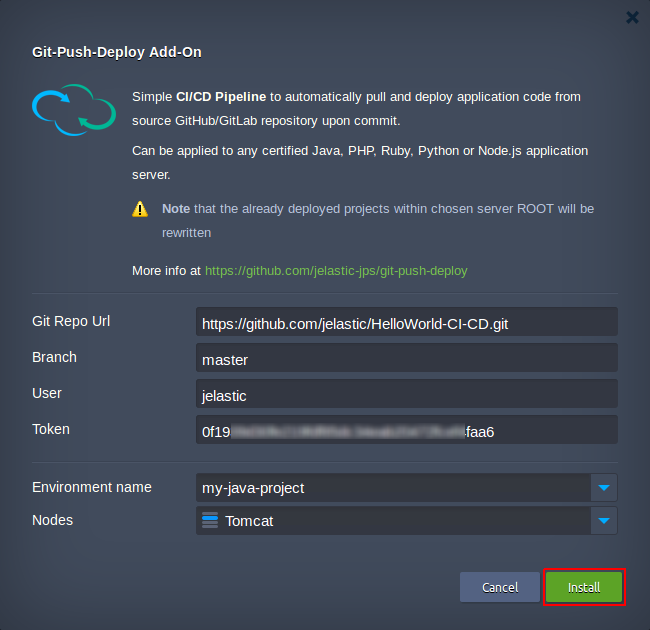 Git-Push-Deploy Add-On
Simple CI/CD Pipeline to automatically pull and deploy application code from
source GitHub/GitLab repository upon commit.
Can be applied to any certified Java, PHP, Ruby, Python or Node.js application
server.
Note that the already deployed projects within chosen server ROOT will be
rewritten
More info at https://github.com/jelastic-jps/git-push-deploy
Git Repo Url https://github.com/jelastic/HelloWorld-CI-CD.git
Branch master
User jelastic
Token 0f19 faa6
Environment name my-java-project
Nodes Tomcat
Cancel Install